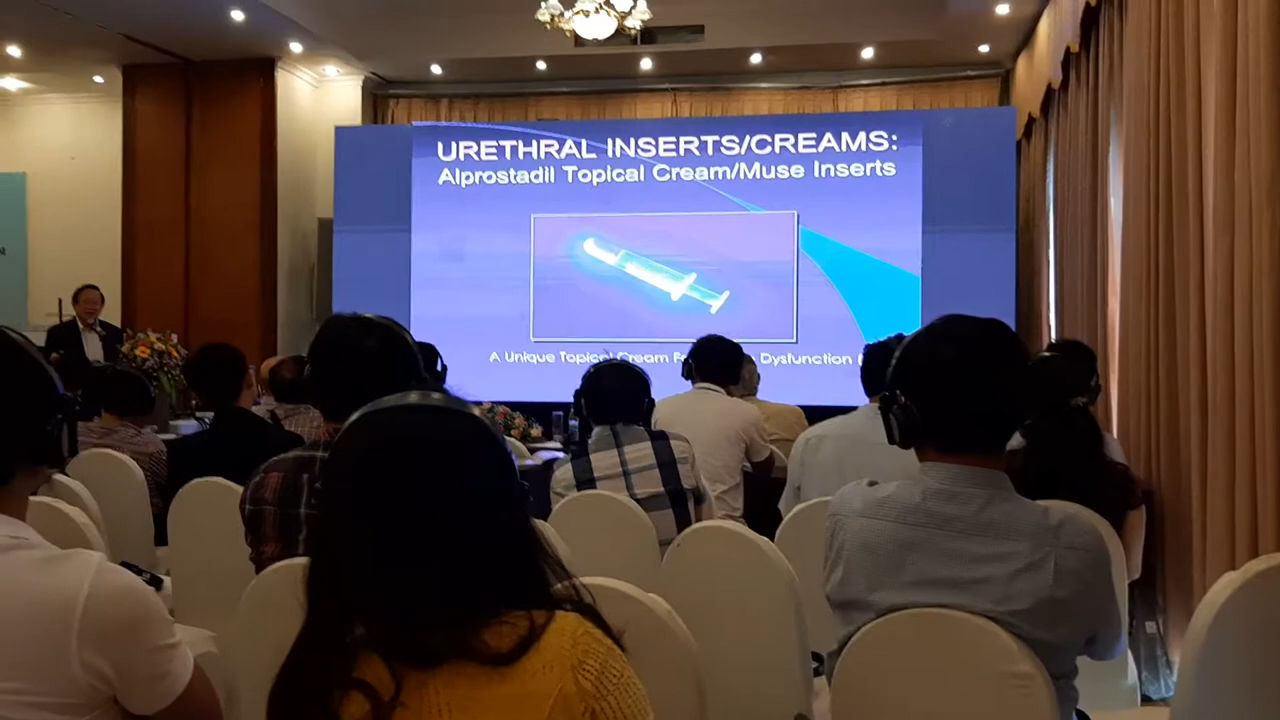 URETHRAL INSERTS/CREAMS:
Alprostadil Topical Cream/Muse Inserts
A Unique Topical Cream Dysfunction